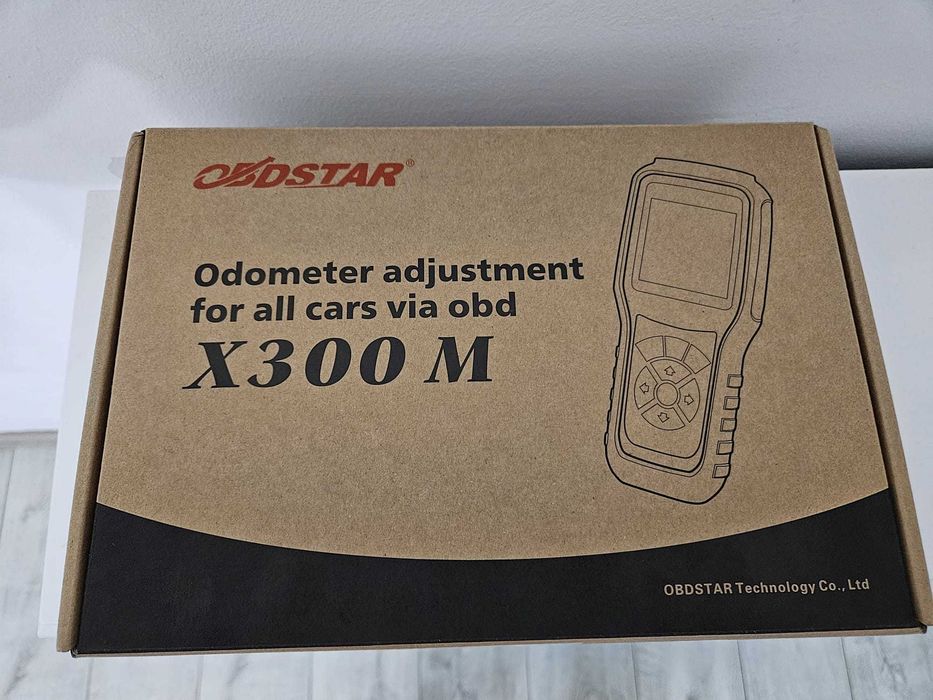 OBDSTAR®
Odometer adjustment
for all cars via obd
X300 M
OBDSTAR Technology Co., Ltd